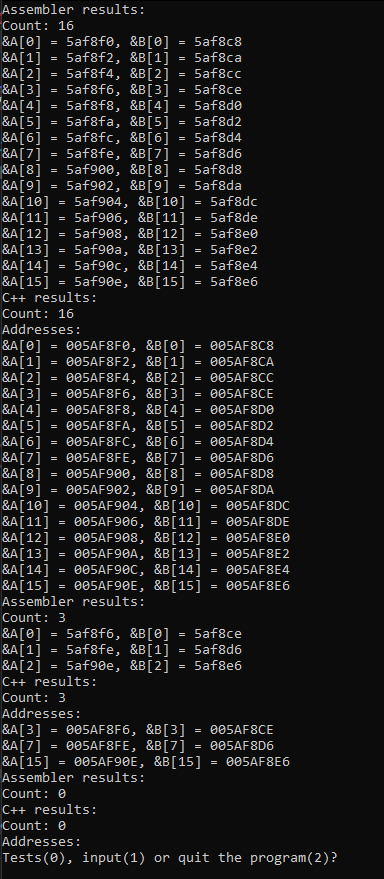 Assembler results:
Count: 16
&A[0] = 5af8f0, &B[0] = 5af8c8
&A[1] = 5af8f2, &B[1] = 5af8ca
&A[2] = 5af8f4, &B[2] = 5af8cc
&A[3] = 5af8f6, &B[3] = 5af8ce
&A[4] = 5af8f8, &B[4] = 5af8d0
&A[5] = 5af8fa, &B[5] = 5af8d2
&A[6] = 5af8fc, &B[6] = 5af8d4
&A[7] = 5af8fe, &B[7] = 5af8d6
&A[8] = 5af900, &B[8] = 5af8d8
&A[9] = 5af902, &B[9] = 5af8da
&A[10] = 5af904, &B[10] = 5af8dc
&A[11] = 5af906, &B[11] = 5af8de
&A[12] = 5af908, &B[12] = 5af8e0
&A[13] = 5af90a, &B[13] = 5af8e2
&A[14] = 5af90c, &B[14] = 5af8e4
&A[15] = 5af90e, &B[15] = 5af8e6
C++ results:
Count: 16
Addresses:
&A[0] = 005AF8F0, &B[0] = 005AF8C8
&A[1] = 005AF8F2, &B[1] = 005AF8CA
&A[2] = 005AF8F4, &B[2] = 005AF8CC
&A[3] = 005AF8F6, &B[3] = 005AF8CE
&A[4] = 005AF8F8, &B[4] = 005AF8D0
&A[5] = 005AF8FA, &B[5] = 005AF8D2
&A[6] = 005AF8FC, &B[6] = 005AF8D4
&A[7] = 005AF8FE, &B[7] = 005AF8D6
&A[8] = 005AF900, &B[8] = 005AF8D8
&A[9] = 005AF902, &B[9] = 005AF8DA
&A[10] = 005AF904, &B[10] = 005AF8DC
&A[11] = 005AF906, &B[11] = 005AF8DE
&A[12] = 005AF908, &B[12] = 005AF8E0
&A[13] = 005AF90A, &B[13] = 005AF8E2
&A[14] = 005AF90C, &B[14] = 005AF8E4
&A[15] = 005AF90E, &B[15] = 005AF8E6
Assembler results:
Count: 3
&A[0] = 5af8f6, &B[0] = 5af8ce
&A[1] = 5af8fe, &B[1] = 5af8d6
&A[2] = 5af90e, &B[2] = 5af8e6
C++ results:
Count: 3
Addresses:
&A[3] = 005AF8F6, &B[3] = 005AF8CE
&A[7] = 005AF8FE, &B[7] = 005AF8D6
&A[15] = 005AF90E, &B[15] = 005AF8E6
Assembler results:
Count: 0
C++ results:
Count: 0
Addresses:
Tests(0), input(1) or quit the program(2)?